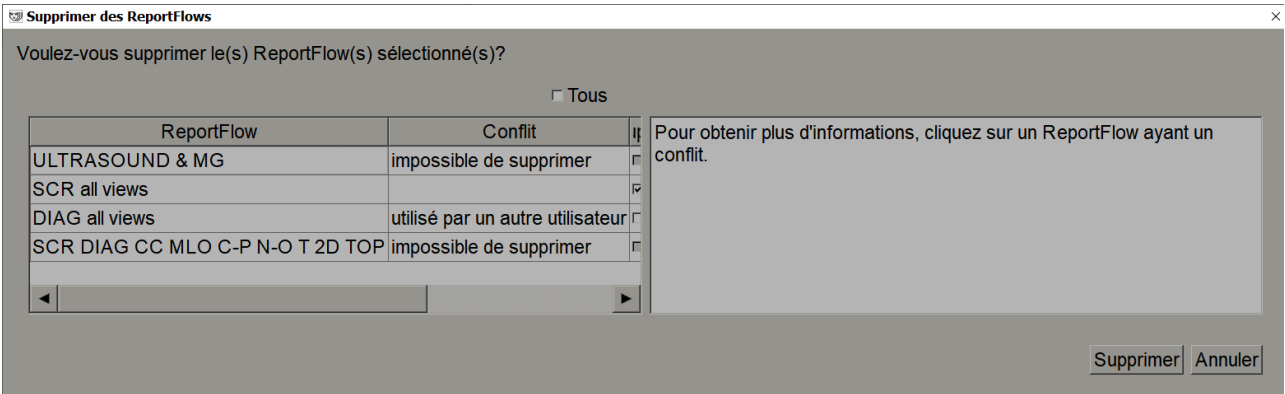 Supprimer des ReportFlows
Voulez-vous supprimer le(s) ReportFlow(s) sélectionné(s)?
Tous
ReportFlow Conflit
ULTRASOUND & MG impossible de supprimer
SCR all views
DIAG all views utilisé par un autre utilisateur
SCR DIAG CC MLO C-P N-O T 2D TOP impossible de supprimer
Pour obtenir plus d'informations, cliquez sur un ReportFlow ayant un
conflit.
Supprimer Annuler